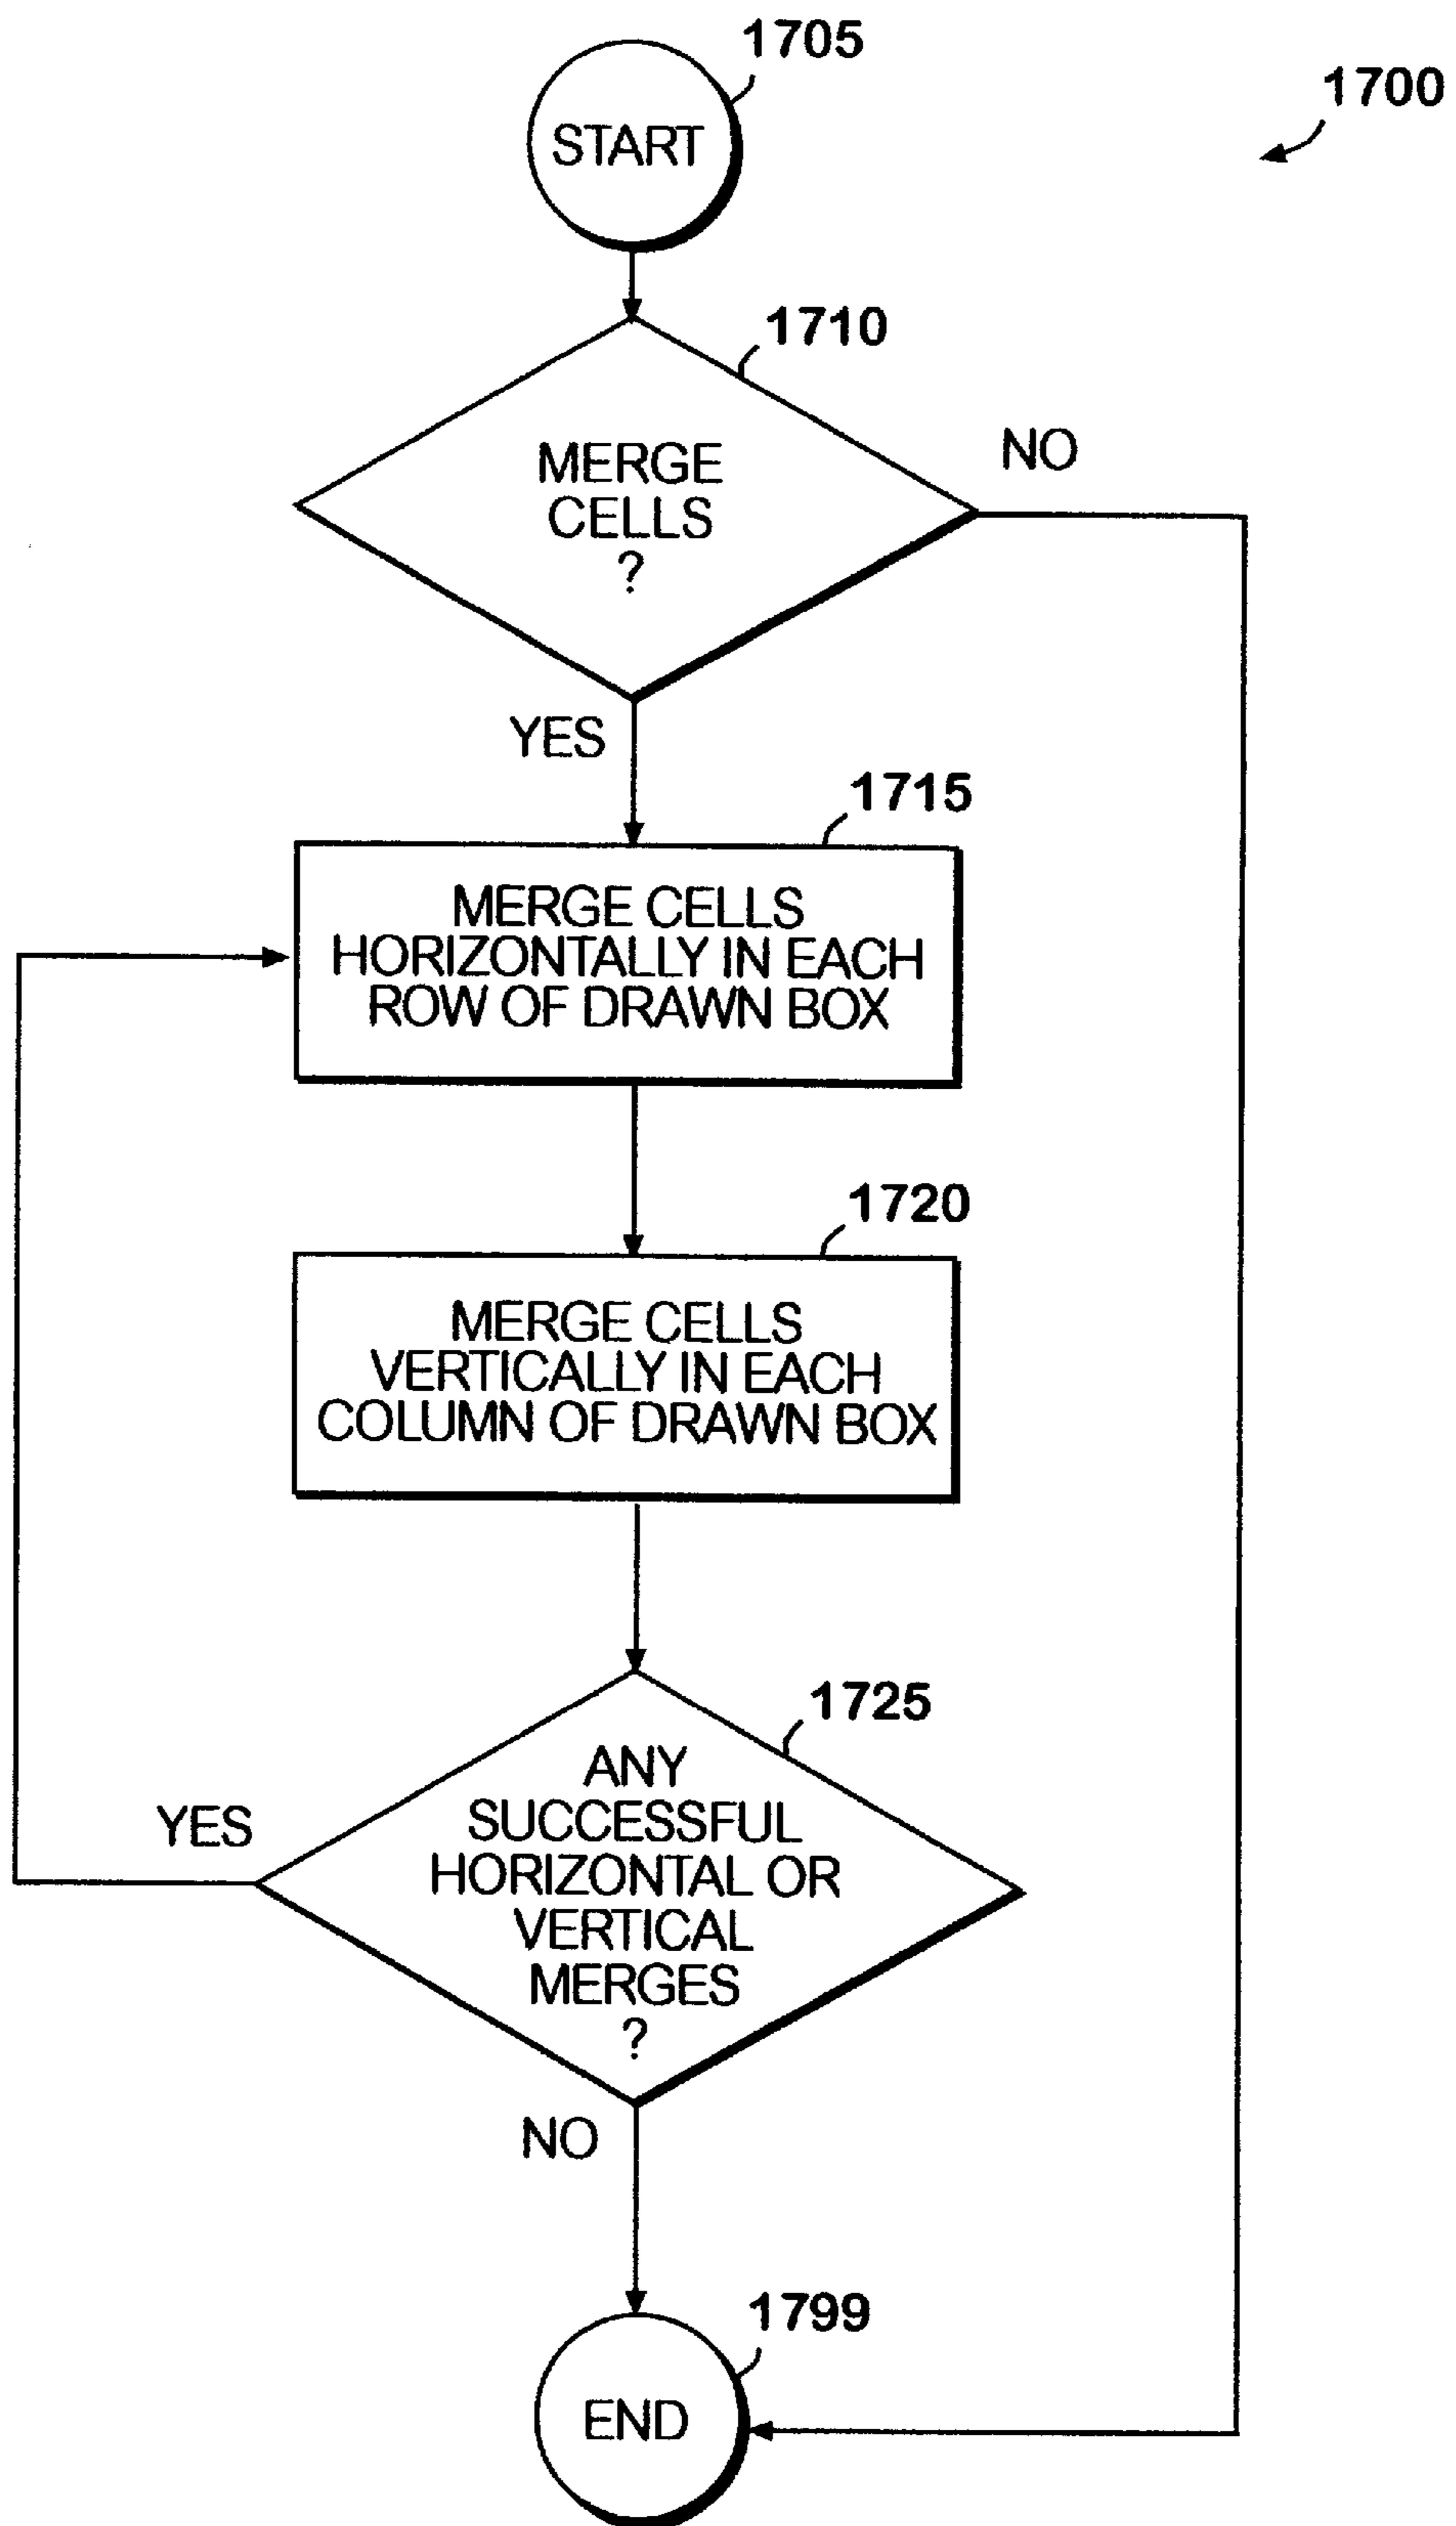 1705
1700
START
1710
MERGE
CELLS
?
NO
YES
1715
MERGE CELLS
HORIZONTALLY IN EACH
ROW OF DRAWN BOX
1720
MERGE CELLS
VERTICALLY IN EACH
COLUMN OF DRAWN BOX
1725
ANY
SUCCESSFUL
HORIZONTAL OR
VERTICAL
MERGES
?
YES
NO
1799
END